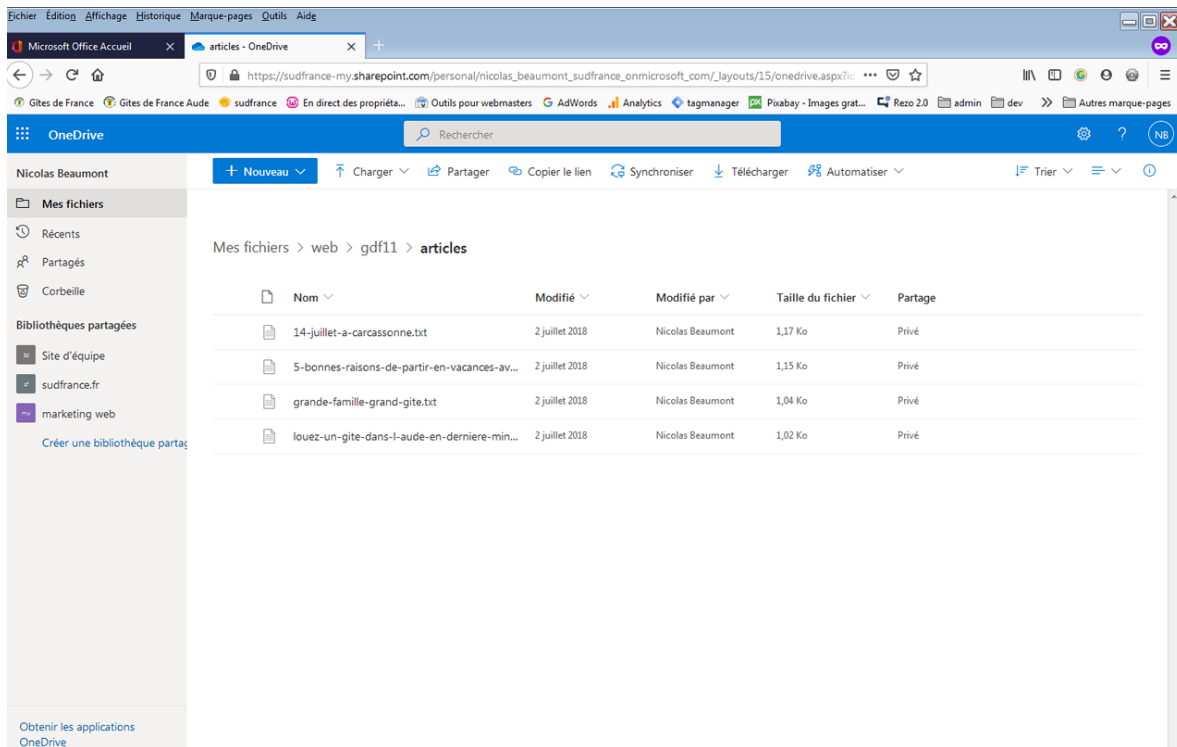 Fichier Édition Affichage Historique Marque-pages Outils Aide
Microsoft Office Accueil articles - OneDrive
https://sudfrance-my.sharepoint.com/personal/nicolas_beaumont_sudfrance_onmicrosoft_com/_layouts/15/onedrive.aspx?i
Gites de France Gites de France Aude sudfrance En direct des propriéta... Outils pour webmasters AdWords Analytics tagmanager Pixabay - Images grat... Rezo 2.0 admin dev Autres marque-pages
OneDrive Rechercher ? NB
Nicolas Beaumont
Nouveau Charger Partager Copier le lien Synchroniser Télécharger Automatiser Trier
Mes fichiers
Récents
Partagés
Corbeille
Bibliothèques partagées
Site d'équipe
sudfrance.fr
marketing web
Créer une bibliothèque partag
Obtenir les applications
OneDrive
Mes fichiers > web > gdf11 > articles
Nom Modifié Modifié par Taille du fichier Partage
14-juillet-a-carcassonne.txt 2 juillet 2018 Nicolas Beaumont 1,17 Ko Privé
5-bonnes-raisons-de-partir-en-vacances-av... 2 juillet 2018 Nicolas Beaumont 1,15 Ko Privé
grande-famille-grand-gite.txt 2 juillet 2018 Nicolas Beaumont 1,04 Ko Privé
louez-un-gite-dans-l-aude-en-derniere-min... 2 juillet 2018 Nicolas Beaumont 1,02 Ko Privé